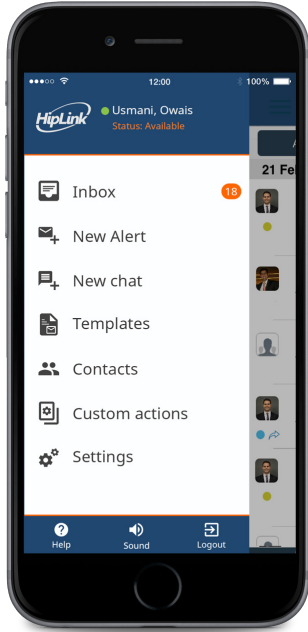 12:00
100%
HipLink
Usmani, Owais
Status: Available
21 Fe
Inbox
18
New Alert
New chat
Templates
Contacts
Custom actions
Settings
Help
Sound
Logout